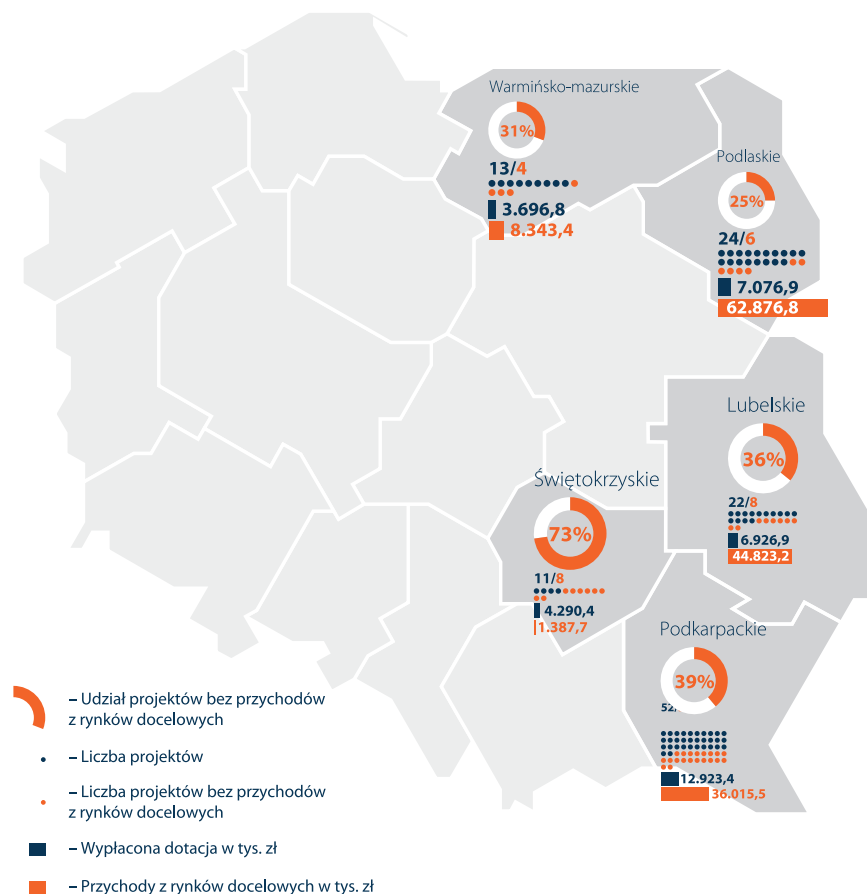 Warmińsko-mazurskie
31%
13/4
3.696,8
8.343,4
Podlaskie
25%
24/6
7.076,9
62.876,8
Lubelskie
36%
22/8
6.926,9
44.823,2
Świętokrzyskie
73%
11/8
4.290,4
1.387,7
Podkarpackie
39%
52/
12.923,4
36.015,5
– Udział projektów bez przychodów
z rynków docelowych
– Liczba projektów
– Liczba projektów bez przychodów
z rynków docelowych
– Wypłacona dotacja w tys. zł
– Przychody z rynków docelowych w tys. zł